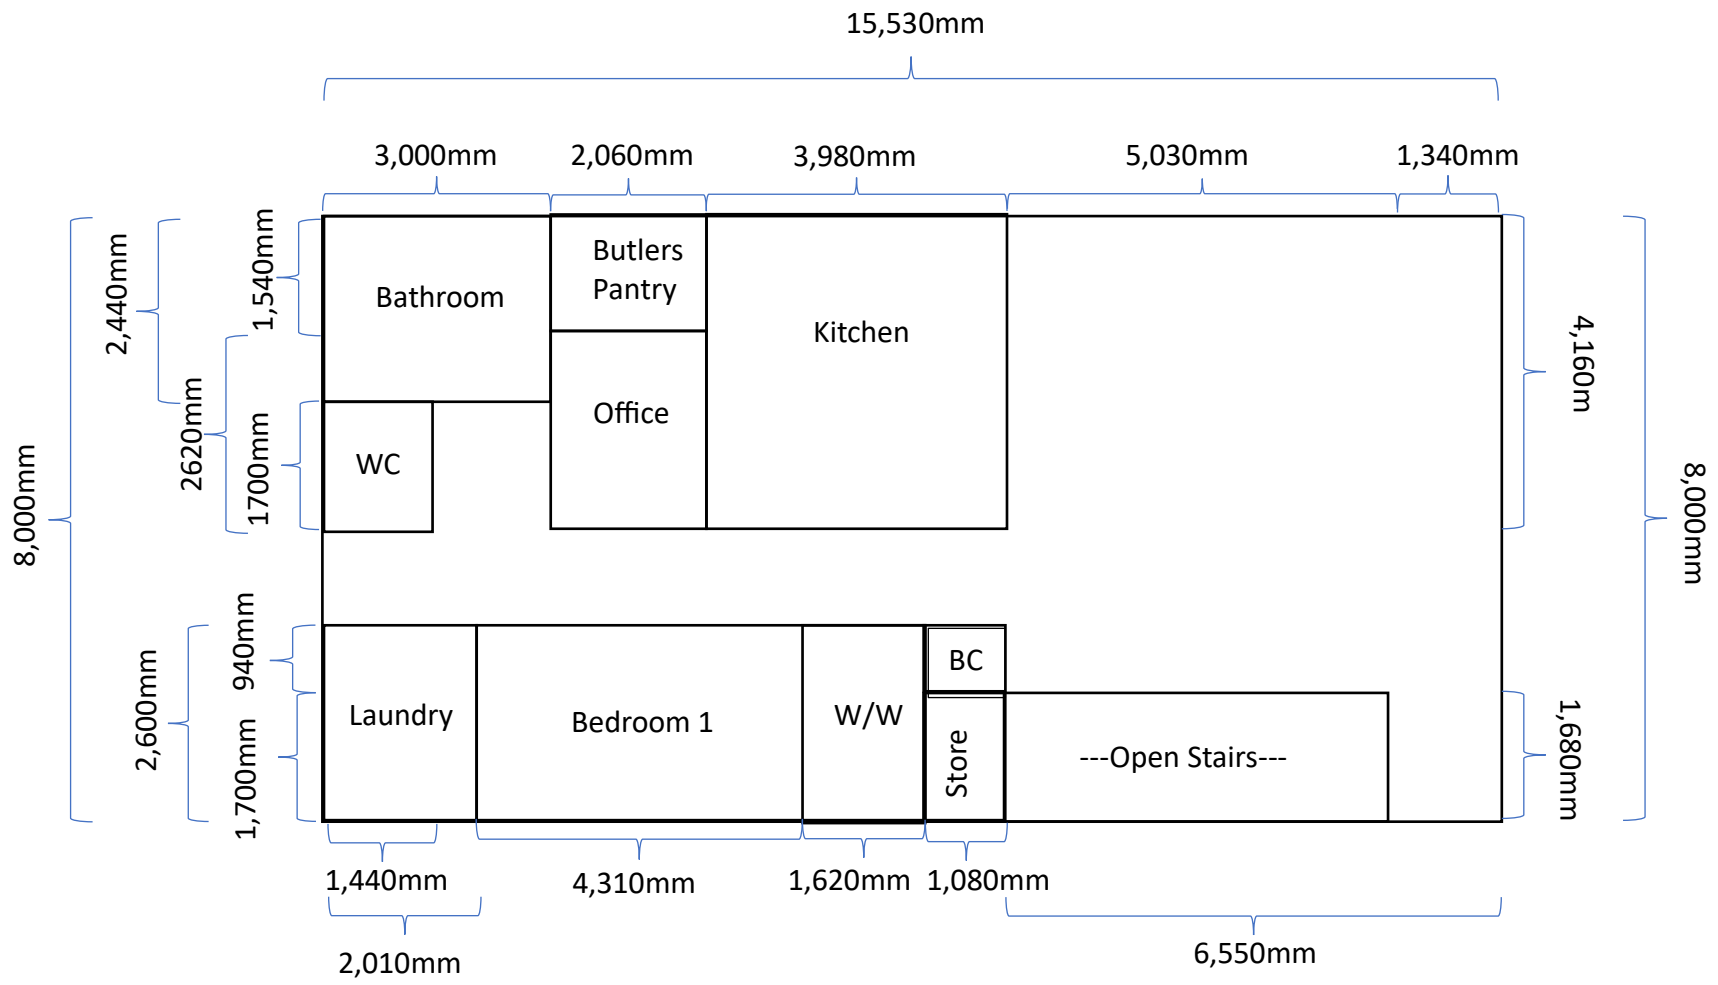 15,530mm
3,000mm
2,060mm
3,980mm
5,030mm
1,340mm
8,000mm
2,440mm
1,540mm
2620mm
1700mm
Bathroom
Butlers
Pantry
Kitchen
Office
WC
4,160m
8,000mm
940mm
2,600mm
1,700mm
Laundry
Bedroom 1
W/W
BC
Store
---Open Stairs---
1,680mm
1,440mm
4,310mm
1,620mm
1,080mm
2,010mm
6,550mm